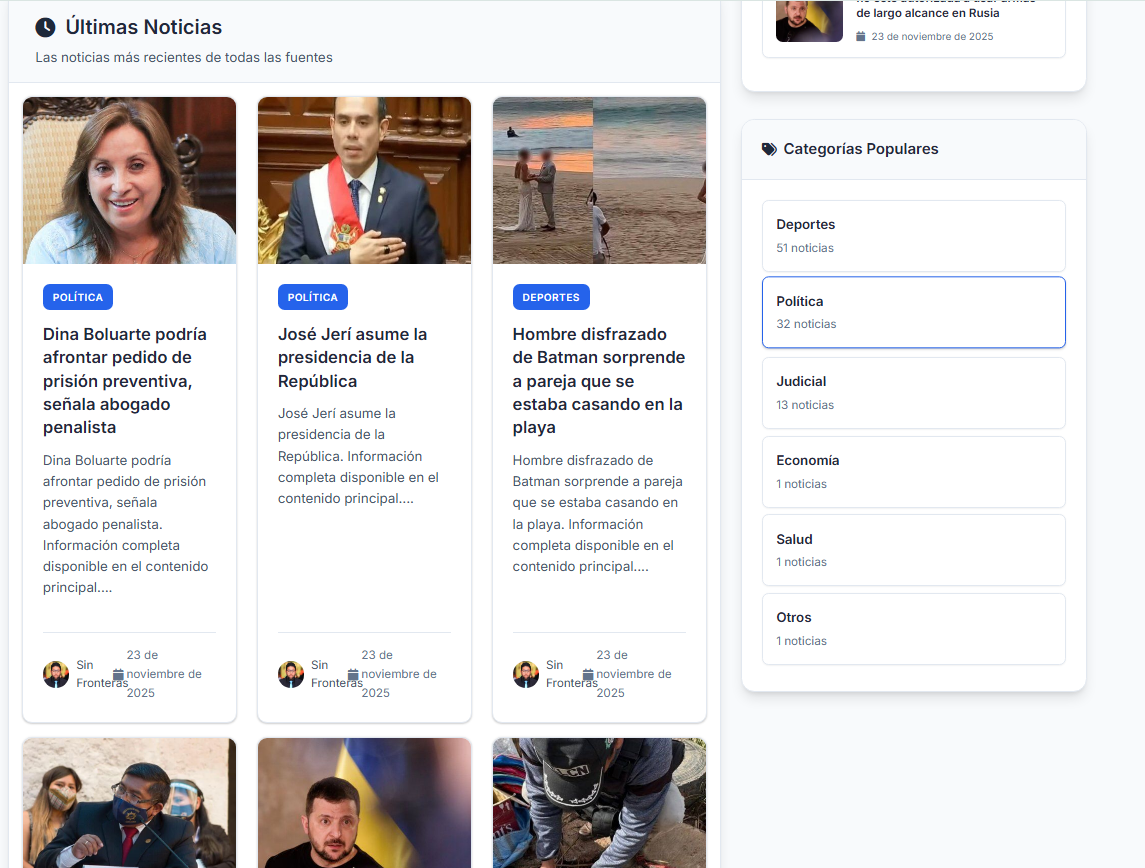 Últimas Noticias
Las noticias más recientes de todas las fuentes
POLÍTICA
Dina Boluarte podría
afrontar pedido de
prisión preventiva,
señala abogado
penalista
Dina Boluarte podría
afrontar pedido de prisión
preventiva, señala
abogado penalista.
Información completa
disponible en el contenido
principal....
Sin
Fronteras
23 de
noviembre de
2025
POLÍTICA
José Jerí asume la
presidencia de la
República
José Jerí asume la
presidencia de la
República. Información
completa disponible en el
contenido principal....
Sin
Fronteras
23 de
noviembre de
2025
DEPORTES
Hombre disfrazado
de Batman sorprende
a pareja que se
estaba casando en la
playa
Hombre disfrazado de
Batman sorprende a pareja
que se estaba casando en
la playa. Información
completa disponible en el
contenido principal....
Sin
Fronteras
23 de
noviembre de
2025
de largo alcance en Rusia
23 de noviembre de 2025
Categorías Populares
Deportes
51 noticias
Política
32 noticias
Judicial
13 noticias
Economía
1 noticias
Salud
1 noticias
Otros
1 noticias